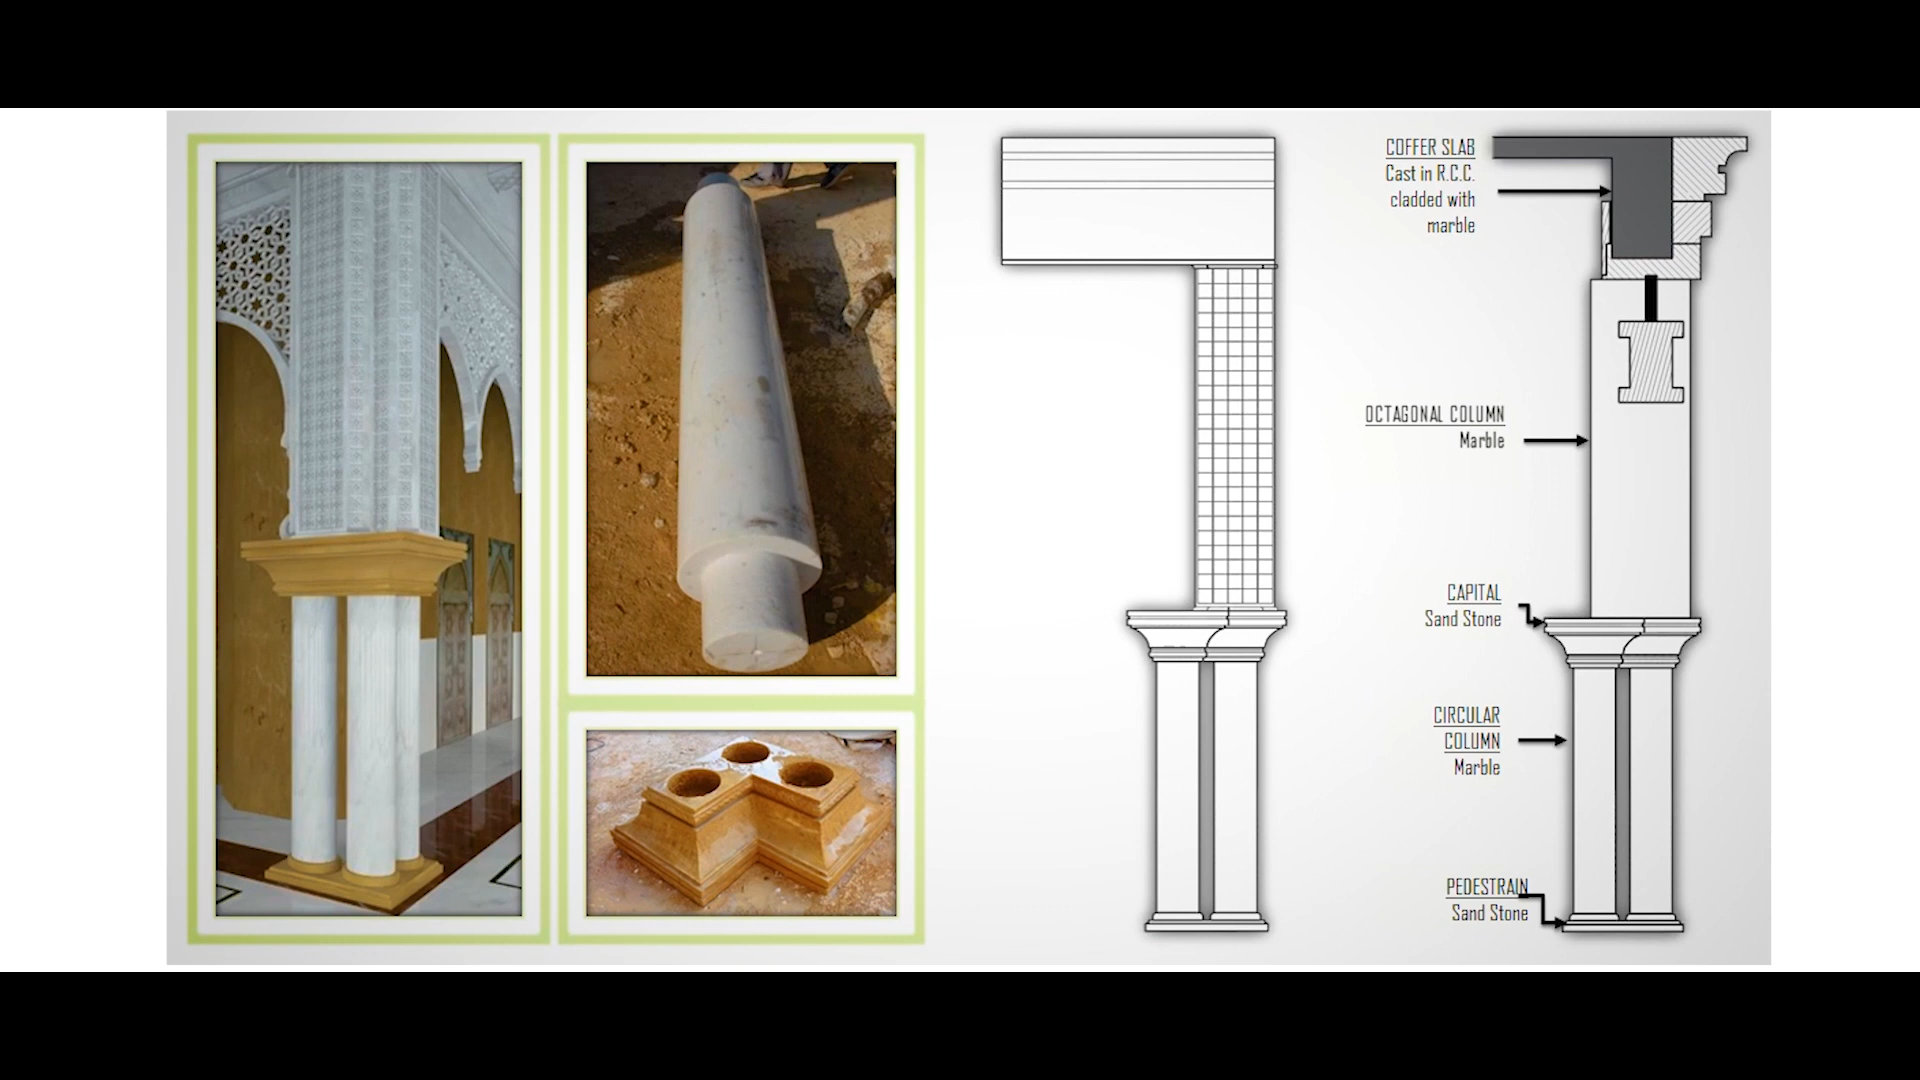 COFFER SLAB
Cast in R.C.C.
cladded with
marble
OCTAGONAL COLUMN
Marble
CAPITAL
Sand Stone
CIRCULAR
COLUMN
Marble
PEDESTRAIN
Sand Stone